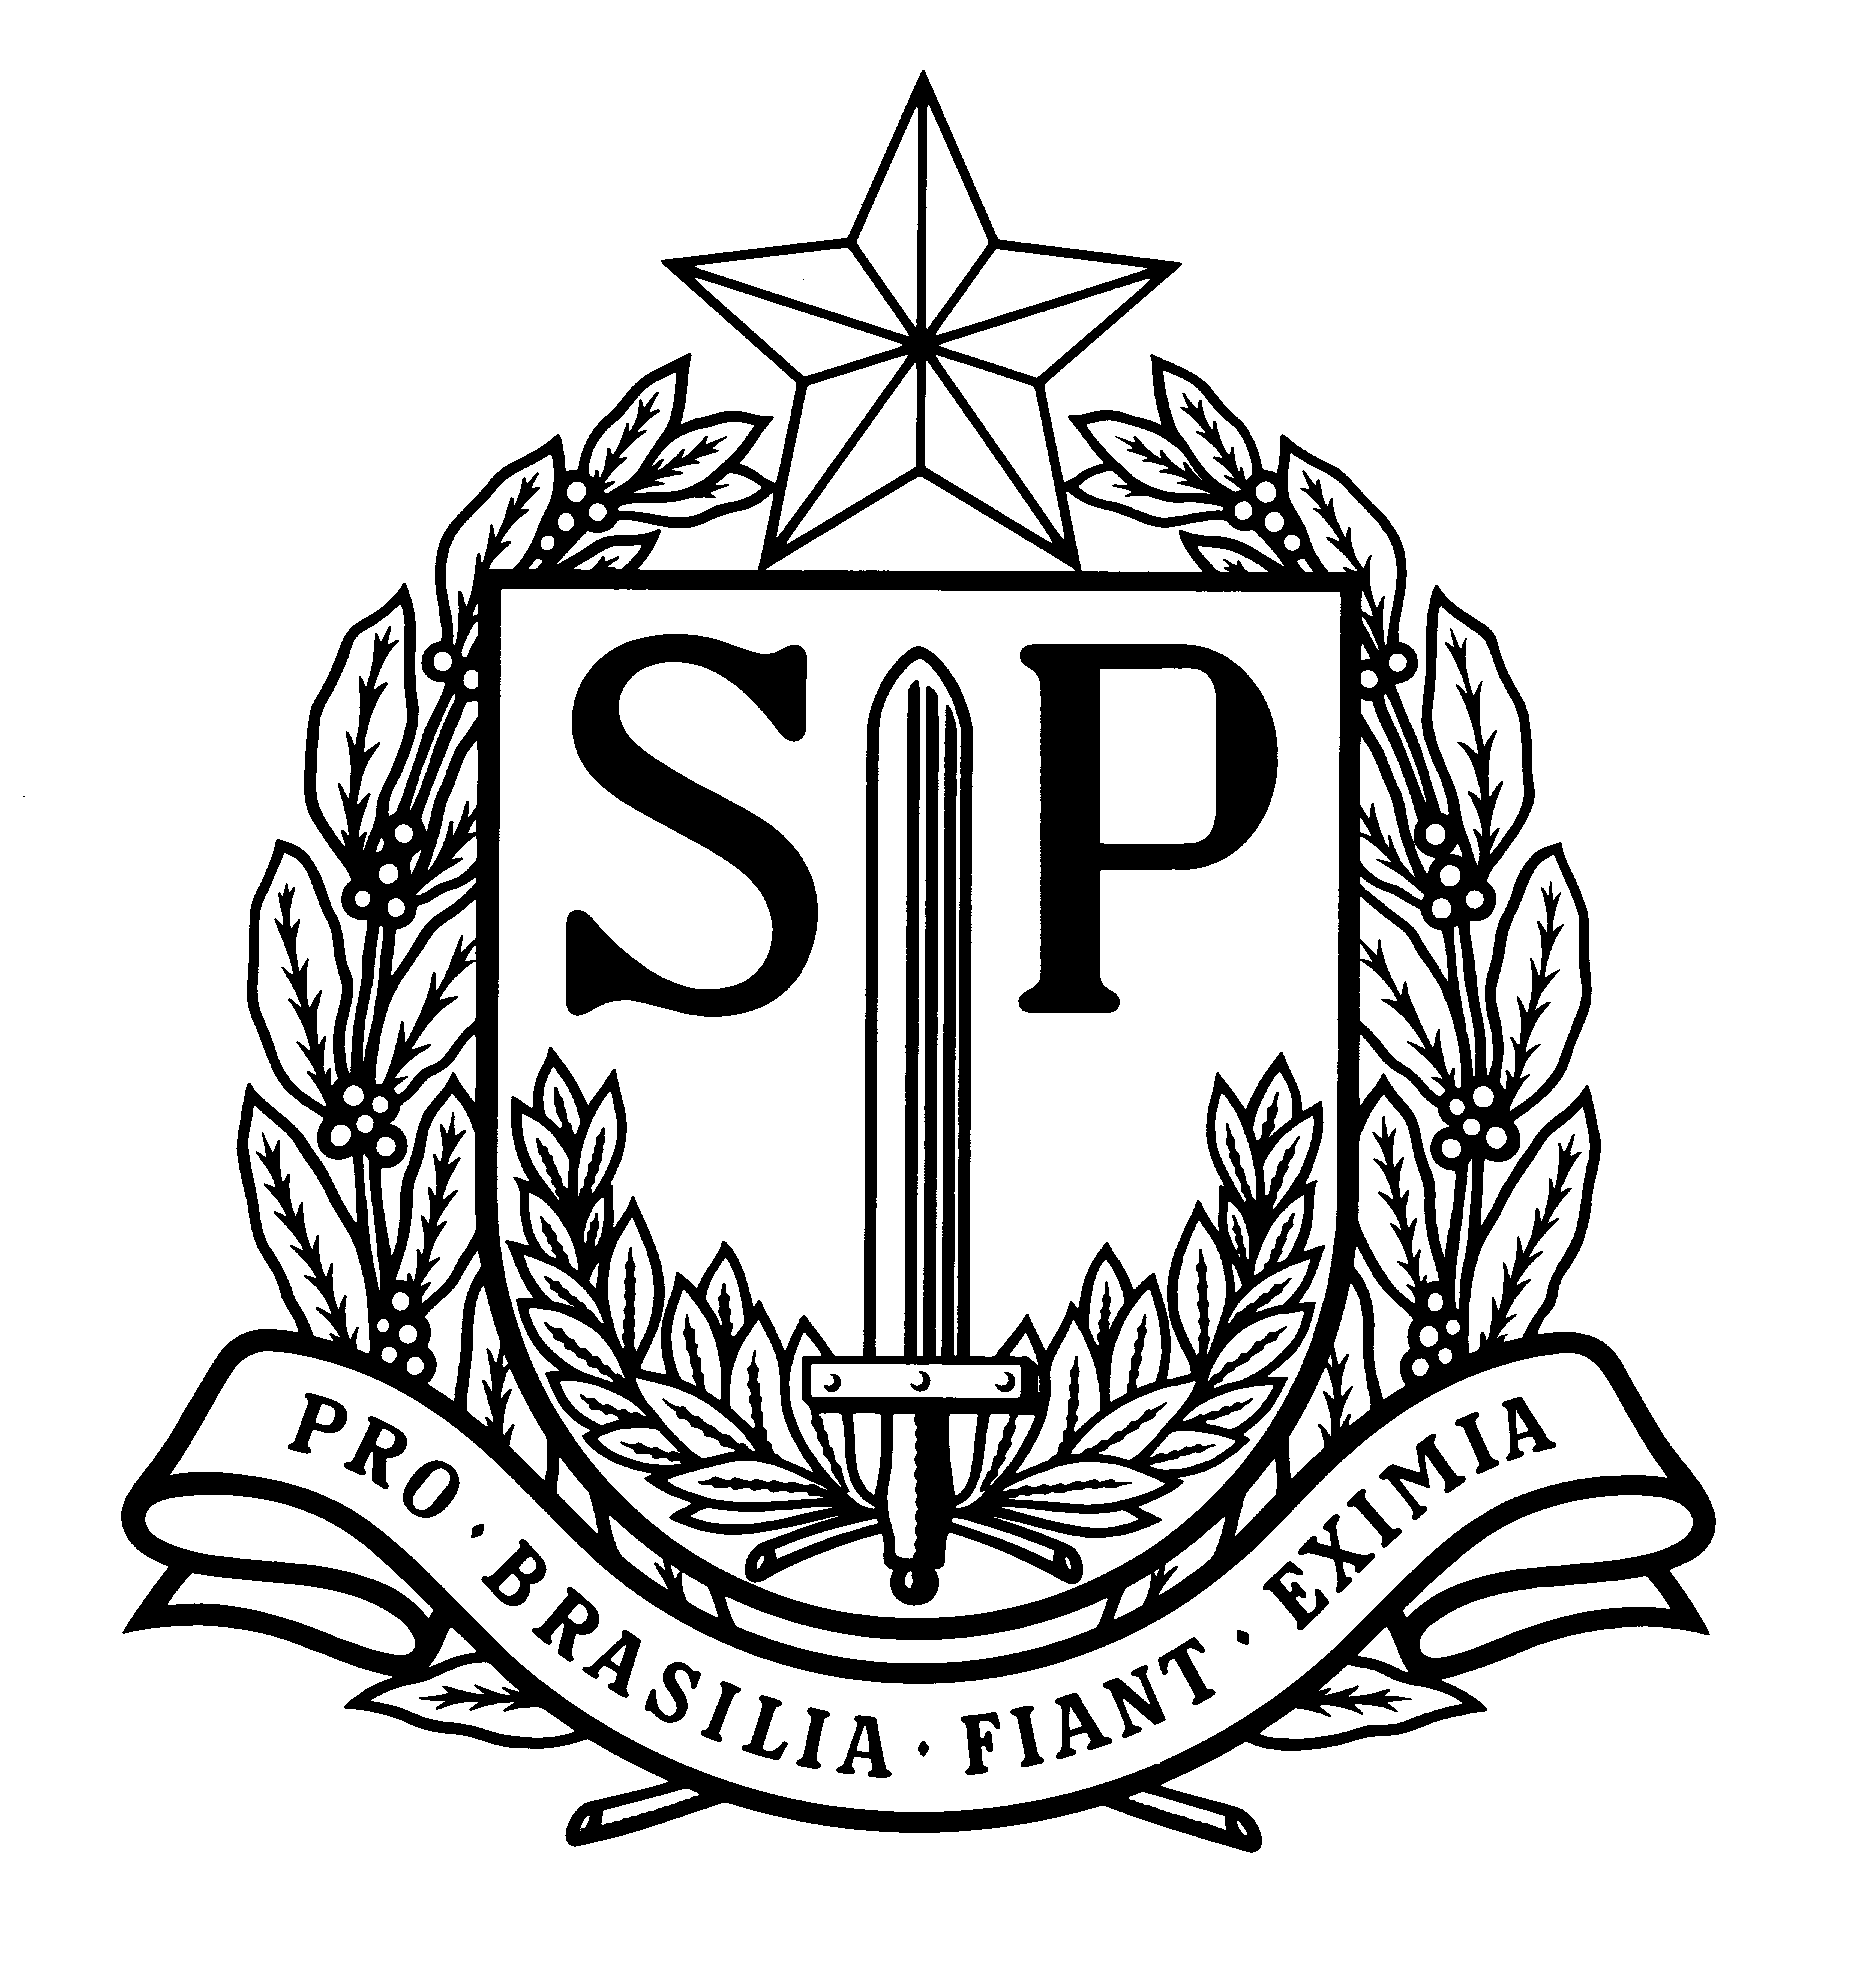 SP
PRO · BRASILIA · FIANT · EXIMIA